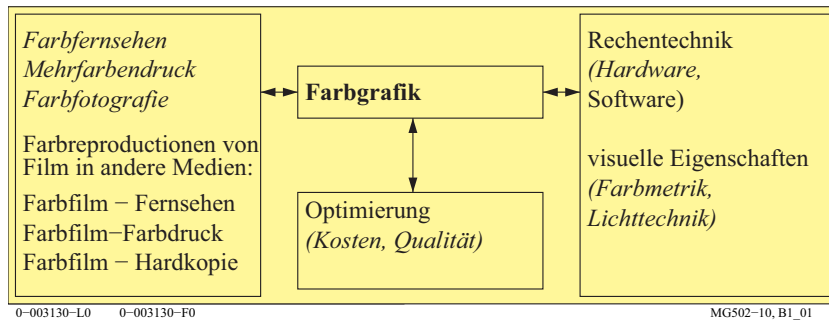 Farbfernsehen
Mehrfarbendruck
Farbfotografie
Farbreproductionen von
Film in andere Medien:
Farbfilm − Fernsehen
Farbfilm−Farbdruck
Farbfilm − Hardkopie
Farbgrafik
Optimierung
(Kosten, Qualität)
Rechentechnik
(Hardware,
Software)
visuelle Eigenschaften
(Farbmetrik,
Lichttechnik)
0−003130−L0 0−003130−F0 MG502−10, B1_01